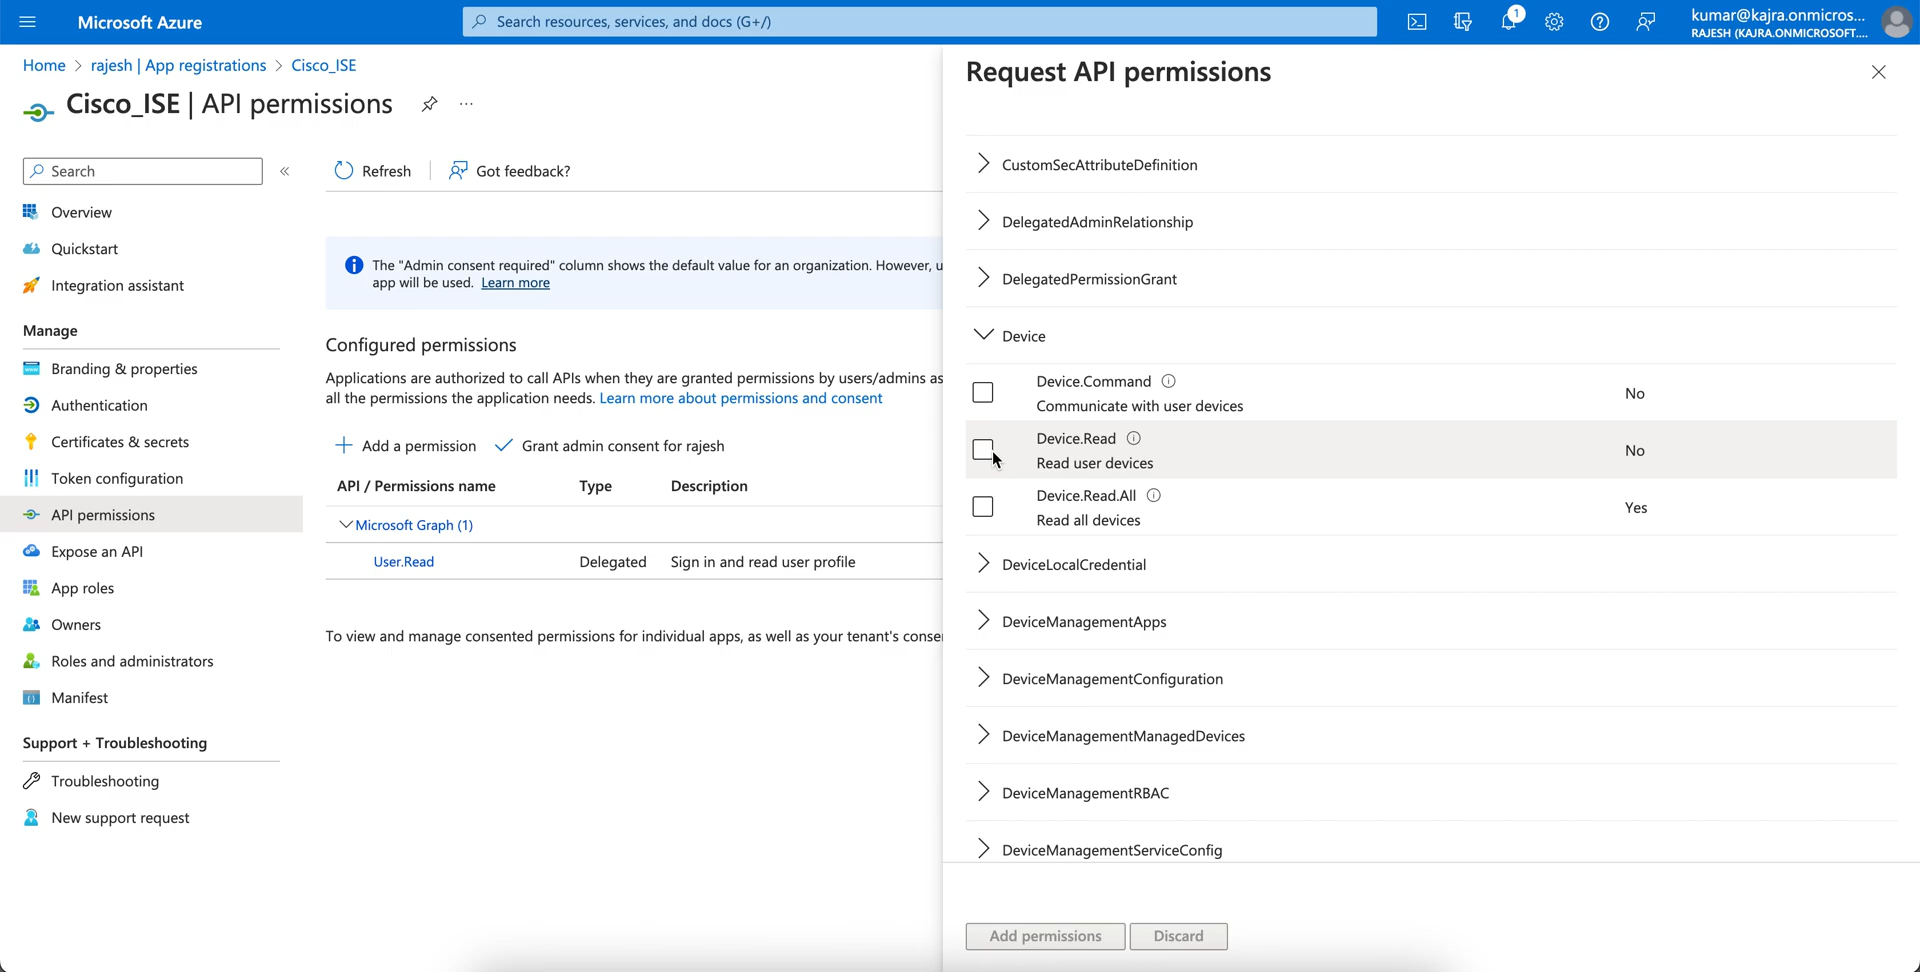 Microsoft Azure
Search resources, services, and docs (G+/)
1
kumar@kajra.onmicros...
RAJESH (KAJRA.ONMICROSOFT....
Home > rajesh | App registrations > Cisco_ISE
Cisco_ISE | API permissions
...
Search
«
Overview
Quickstart
Integration assistant
Manage
Branding & properties
Authentication
Certificates & secrets
Token configuration
API permissions
Expose an API
App roles
Owners
Roles and administrators
Manifest
Support + Troubleshooting
Troubleshooting
New support request
Refresh
Got feedback?
The "Admin consent required" column shows the default value for an organization. However, u
app will be used. Learn more
Configured permissions
Applications are authorized to call APIs when they are granted permissions by users/admins as
all the permissions the application needs. Learn more about permissions and consent
Add a permission
Grant admin consent for rajesh
API / Permissions name Type Description
Microsoft Graph (1)
User.Read Delegated Sign in and read user profile
To view and manage consented permissions for individual apps, as well as your tenant's conse
Request API permissions
CustomSecAttributeDefinition
DelegatedAdminRelationship
DelegatedPermissionGrant
Device
Device.Command
Communicate with user devices
No
Device.Read
Read user devices
No
Device.Read.All
Read all devices
Yes
DeviceLocalCredential
DeviceManagementApps
DeviceManagementConfiguration
DeviceManagementManagedDevices
DeviceManagementRBAC
DeviceManagementServiceConfig
Add permissions
Discard